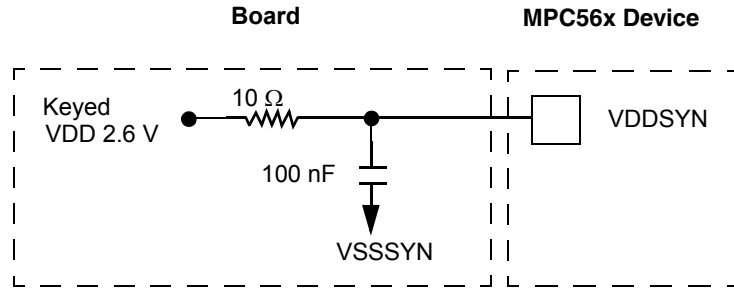 Board
MPC56x Device
Keyed
VDD 2.6 V
10 Ω
VDDSYN
100 nF
VSSSYN